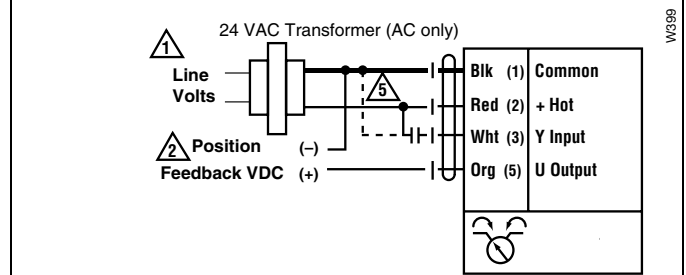 24 VAC Transformer (AC only)
W399
1
Line
Volts
5
Blk (1) Common
Red (2) + Hot
Wht (3) Y Input
Org (5) U Output
2 Position (–)
Feedback VDC (+)